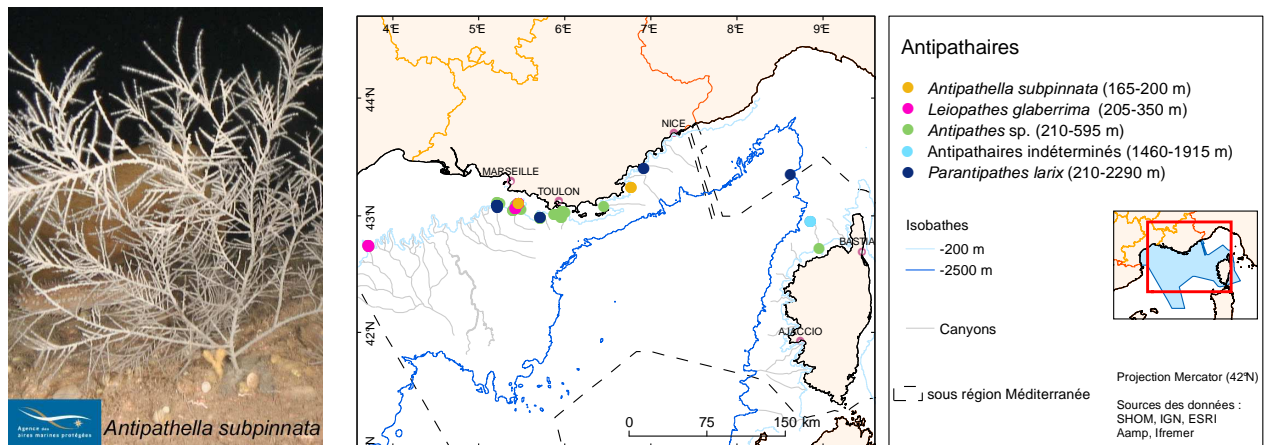 Agence des
aires marines protégées
Antipathella subpinnata
4°E
5°E
6°E
7°E
8°E
9°E
44°N
43°N
42°N
NICE
MARSEILLE
TOULON
BASTIA
AJACCIO
0 75 150 km
Antipathaires
Antipathella subpinnata (165-200 m)
Leiopathes glaberrima (205-350 m)
Antipathes sp. (210-595 m)
Antipathaires indéterminés (1460-1915 m)
Parantipathes larix (210-2290 m)
Isobathes
-200 m
-2500 m
Canyons
sous région Méditerranée
Projection Mercator (42°N)
Sources des données :
SHOM, IGN, ESRI
Aamp, Ifremer